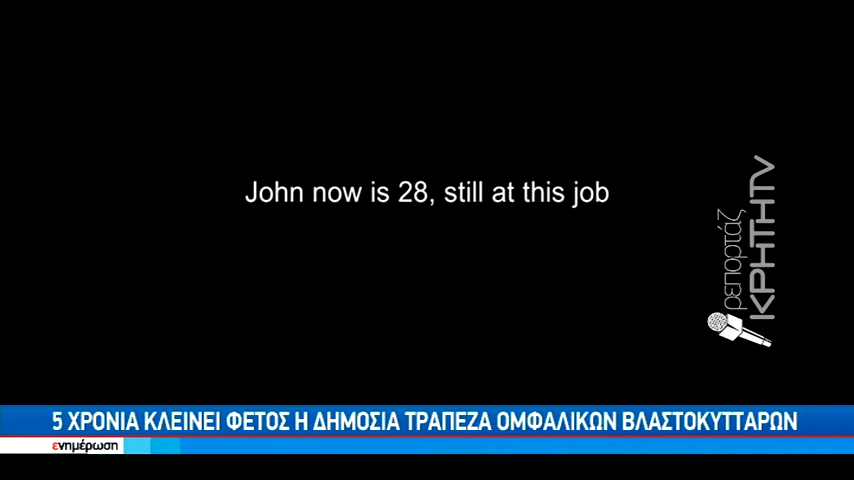 John now is 28, still at this job
ρεπορτάζ
ΚΡΗΤΗTV
5 ΧΡΟΝΙΑ ΚΛΕΙΝΕΙ ΦΕΤΟΣ Η ΔΗΜΟΣΙΑ ΤΡΑΠΕΖΑ ΟΜΦΑΛΙΚΩΝ ΒΛΑΣΤΟΚΥΤΤΑΡΩΝ
ενημέρωση